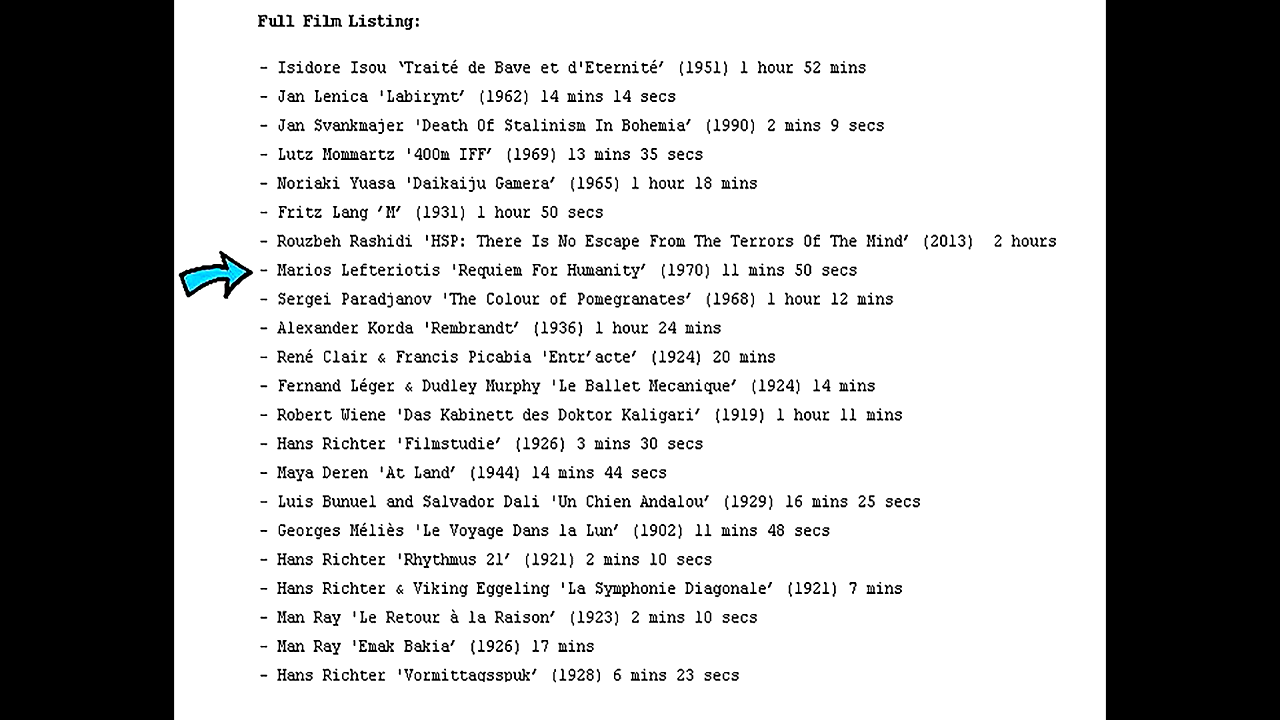 Full Film Listing:
- Isidore Isou ‘Traité de Bave et d'Eternité’ (1951) 1 hour 52 mins
- Jan Lenica 'Labirynt’ (1962) 14 mins 14 secs
- Jan Svankmajer 'Death Of Stalinism In Bohemia’ (1990) 2 mins 9 secs
- Lutz Mommartz '400m IFF’ (1969) 13 mins 35 secs
- Noriaki Yuasa 'Daikaiju Gamera’ (1965) 1 hour 18 mins
- Fritz Lang ’M’ (1931) 1 hour 50 secs
- Rouzbeh Rashidi 'HSP: There Is No Escape From The Terrors Of The Mind’ (2013)  2 hours
- Marios Lefteriotis 'Requiem For Humanity’ (1970) 11 mins 50 secs
- Sergei Paradjanov 'The Colour of Pomegranates’ (1968) 1 hour 12 mins
- Alexander Korda 'Rembrandt’ (1936) 1 hour 24 mins
- René Clair & Francis Picabia 'Entr’acte’ (1924) 20 mins
- Fernand Léger & Dudley Murphy 'Le Ballet Mecanique’ (1924) 14 mins
- Robert Wiene 'Das Kabinett des Doktor Kaligari’ (1919) 1 hour 11 mins
- Hans Richter 'Filmstudie’ (1926) 3 mins 30 secs
- Maya Deren 'At Land’ (1944) 14 mins 44 secs
- Luis Bunuel and Salvador Dali 'Un Chien Andalou’ (1929) 16 mins 25 secs
- Georges Méliès 'Le Voyage Dans la Lun’ (1902) 11 mins 48 secs
- Hans Richter 'Rhythmus 21’ (1921) 2 mins 10 secs
- Hans Richter & Viking Eggeling 'La Symphonie Diagonale’ (1921) 7 mins
- Man Ray 'Le Retour à la Raison’ (1923) 2 mins 10 secs
- Man Ray 'Emak Bakia’ (1926) 17 mins
- Hans Richter 'Vormittagsspuk’ (1928) 6 mins 23 secs